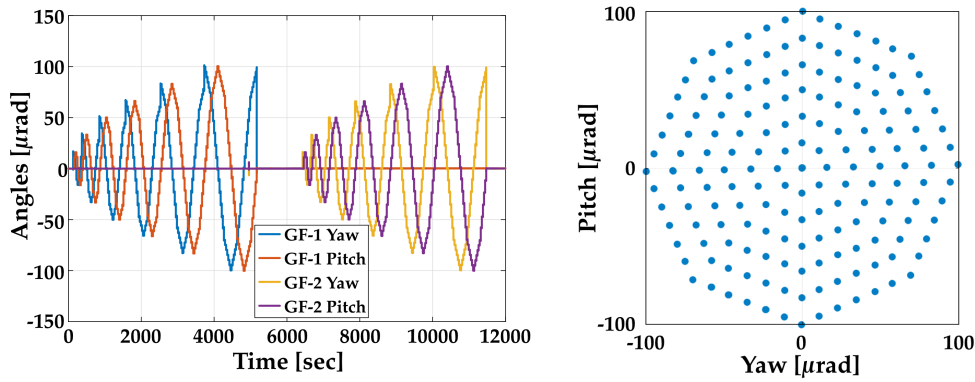 150
100
50
0
-50
-100
-150
Angles [μrad]
GF-1 Yaw
GF-1 Pitch
GF-2 Yaw
GF-2 Pitch
0
2000
4000
6000
8000
10000
12000
Time [sec]
100
0
-100
Pitch [μrad]
-100
0
100
Yaw [μrad]